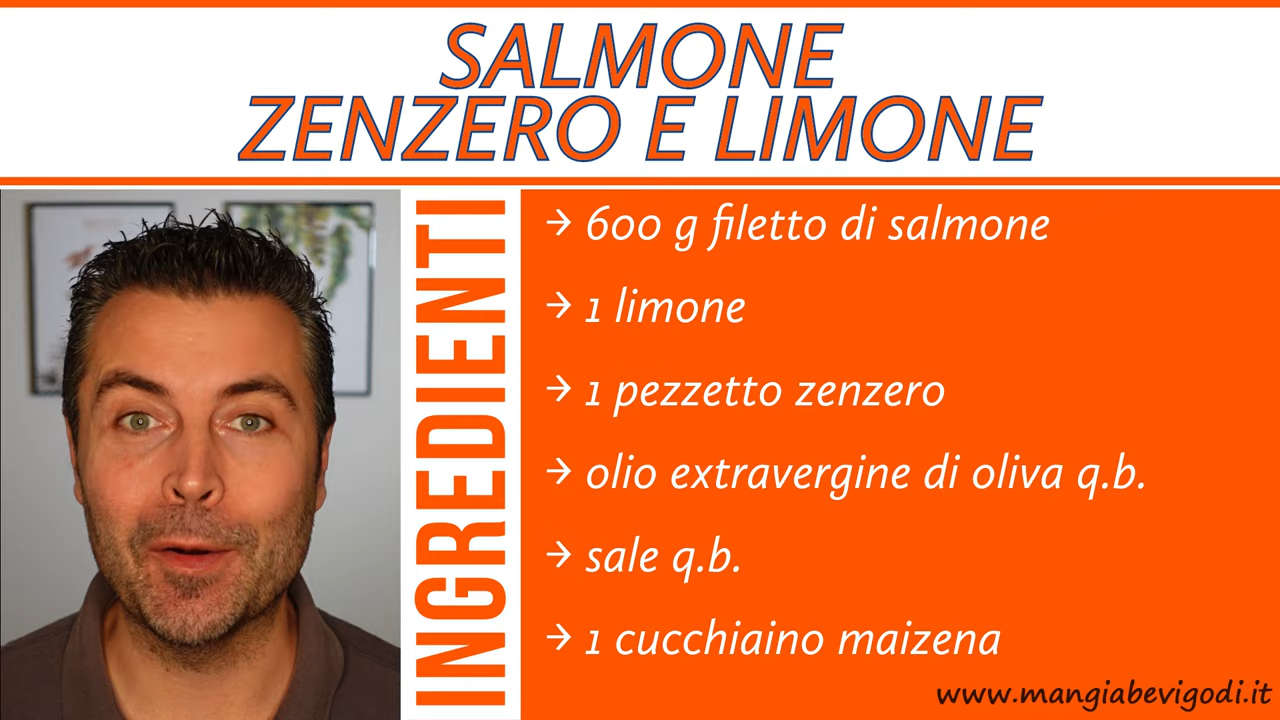 SALMONE
ZENZERO E LIMONE
INGREDIENTI
→ 600 g filetto di salmone
→ 1 limone
→ 1 pezzetto zenzero
→ olio extravergine di oliva q.b.
→ sale q.b.
→ 1 cucchiaino maizena
www.mangiabevigodi.it